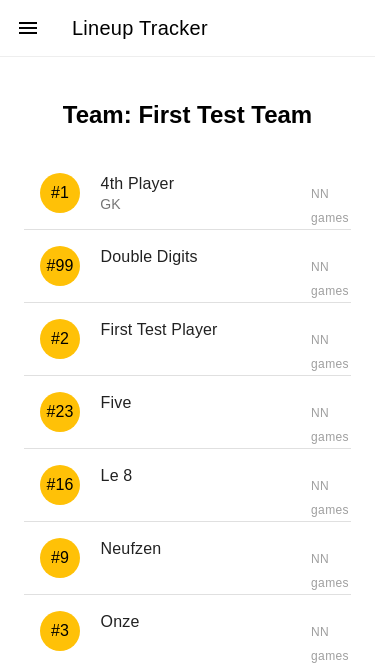 Lineup Tracker
Team: First Test Team
#1
4th Player
GK
NN
games
#99
Double Digits
NN
games
#2
First Test Player
NN
games
#23
Five
NN
games
#16
Le 8
NN
games
#9
Neufzen
NN
games
#3
Onze
NN
games